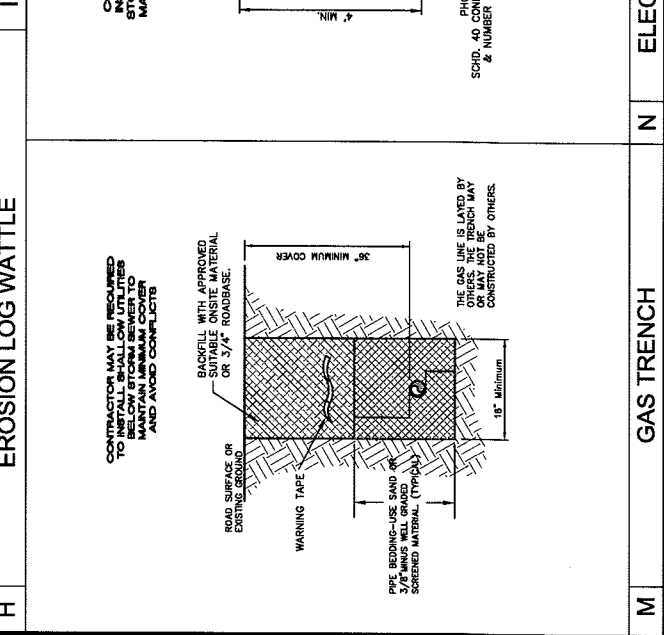 H
EROSION LOG WATTLE
CONTRACTOR MAY BE REQUIRED
TO INSTALL SHALLOW UTILITIES
BELOW STORM SEWER TO
MAINTAIN MINIMUM COVER
AND AVOID CONFLICTS
BACKFILL WITH APPROVED
SUITABLE ONSITE MATERIAL
OR 3/4" ROADBASE.
ROAD SURFACE OR
EXISTING GROUND
WARNING TAPE
PIPE BEDDING-USE SAND OR
3/8"MINUS WELL GRADED
SCREENED MATERIAL. (TYPICAL)
36" MINIMUM COVER
18" Minimum
G
THE GAS LINE IS LAYED BY
OTHERS. THE TRENCH MAY
OR MAY NOT BE
CONSTRUCTED BY OTHERS.
4' MIN.
SCHD. 40
& NUMBER
M
GAS TRENCH
N
ELEC